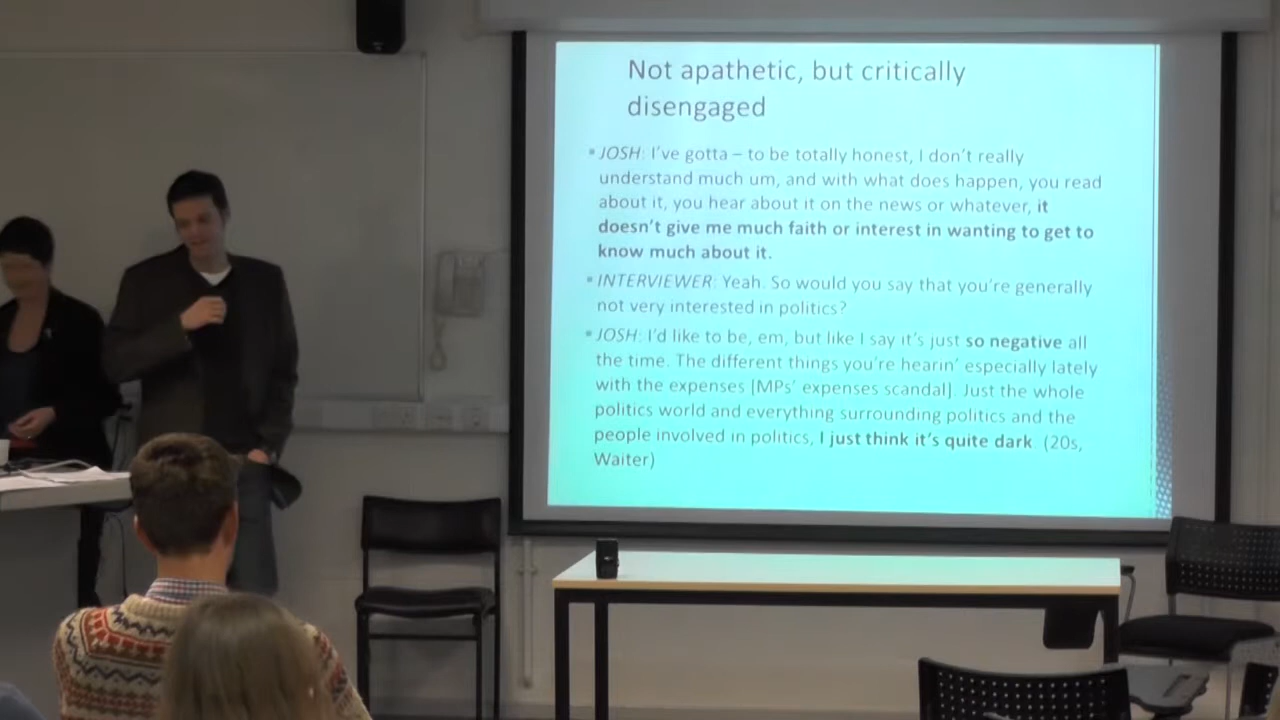 Not apathetic, but critically
disengaged
▪ JOSH: I've gotta – to be totally honest, I don't really
understand much um, and with what does happen, you read
about it, you hear about it on the news or whatever, it
doesn't give me much faith or interest in wanting to get to
know much about it.
▪ INTERVIEWER: Yeah. So would you say that you're generally
not very interested in politics?
▪ JOSH: I'd like to be, em, but like I say it's just so negative all
the time. The different things you're hearin' especially lately
with the expenses [MPs' expenses scandal]. Just the whole
politics world and everything surrounding politics and the
people involved in politics, I just think it's quite dark. (20s,
Waiter)